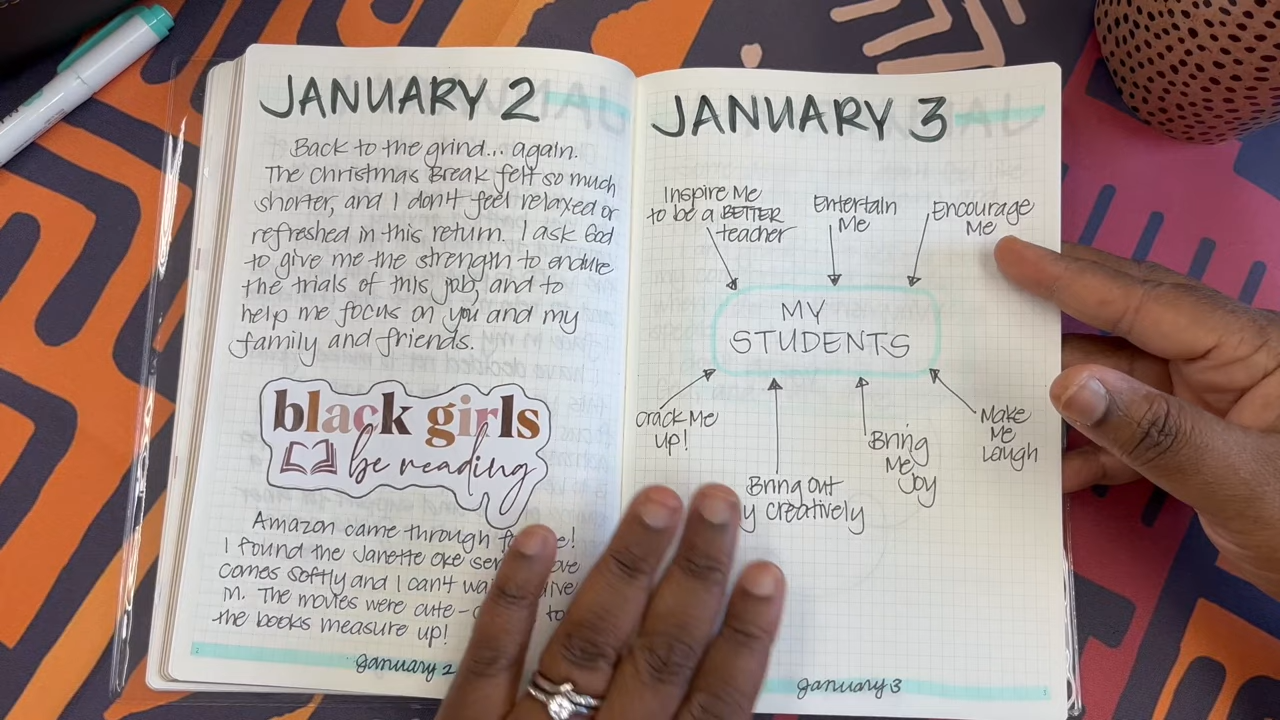 JANUARY 2
Back to the grind... again.
The Christmas Break felt so much
shorter, and I don't feel relaxed or
refreshed in this return. I ask God
to give me the strength to endure
the trials of this job, and to
help me focus on you and my
family and friends.
black girls
be reading
Amazon came through !
I found the Janette Oke
comes softly and I can't
in. The movies were cute - to
the books measure up!
January 2
JANUARY 3
Inspire Me
to be a BETTER
teacher
Entertain
Me
Encourage
Me
MY
STUDENTS
Crack Me
up!
Bring out
creatively
Bring
Me
Joy
Make
Me
Laugh
January 3